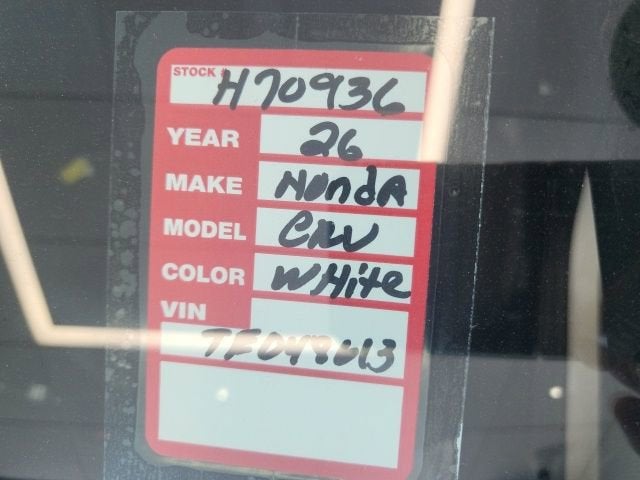 STOCK #
H70936
YEAR 26
MAKE HondA
MODEL CRV
COLOR WHite
VIN